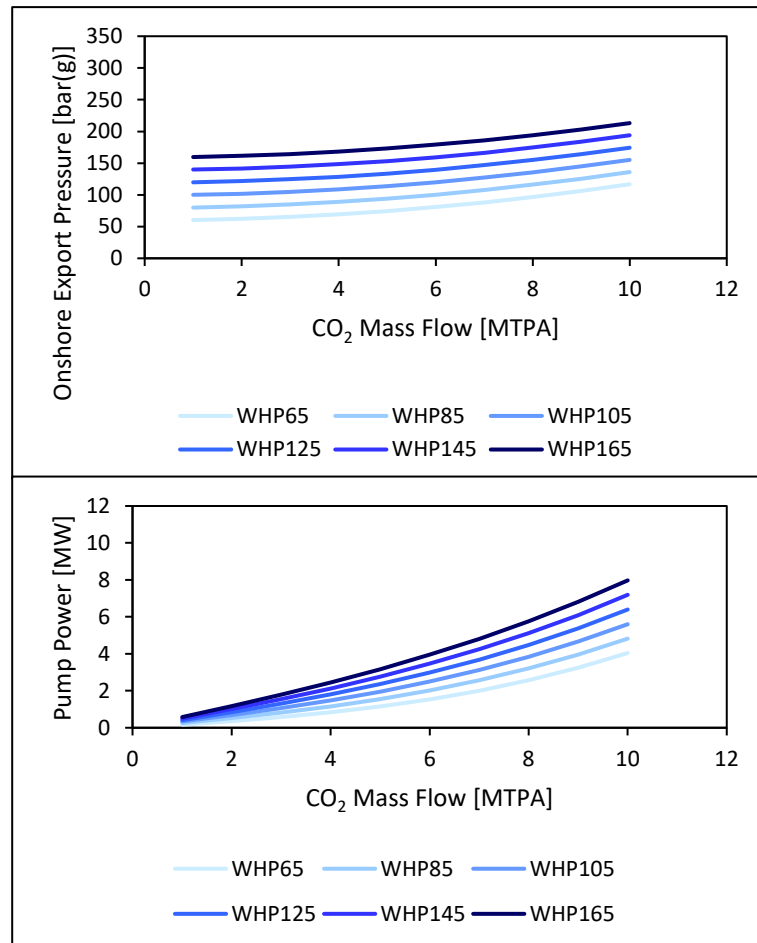 Onshore Export Pressure [bar(g)]
350
300
250
200
150
100
50
0
0 2 4 6 8 10 12
CO₂ Mass Flow [MTPA]
WHP65 WHP85 WHP105
WHP125 WHP145 WHP165
Pump Power [MW]
12
10
8
6
4
2
0
0 2 4 6 8 10 12
CO₂ Mass Flow [MTPA]
WHP65 WHP85 WHP105
WHP125 WHP145 WHP165